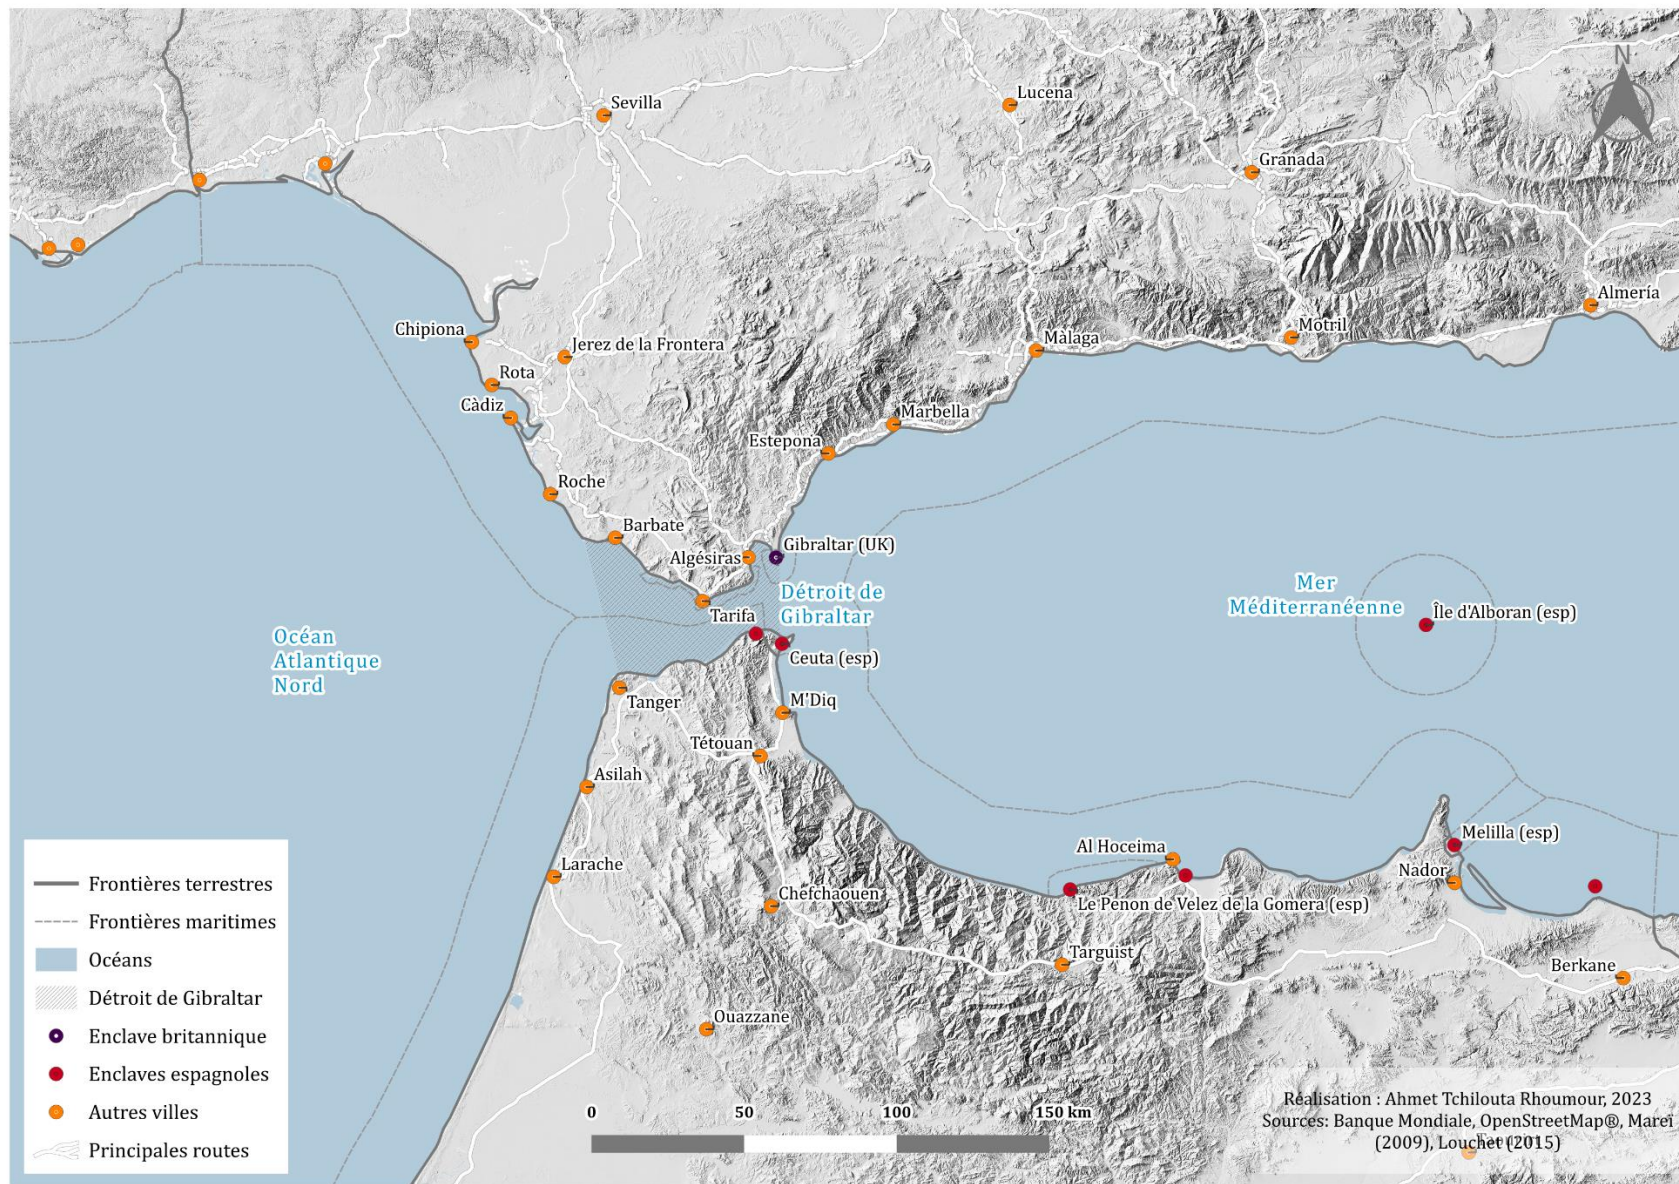 N
Sevilla
Lucena
Granada
Almería
Motril
Chipiona
Jerez de la Frontera
Màlaga
Rota
Càdiz
Marbella
Estepona
Roche
Barbate
Algésiras
Gibraltar (UK)
Détroit de
Gibraltar
Mer
Méditerranéenne
Île d'Alboran (esp)
Tarifa
Océan
Atlantique
Nord
Ceuta (esp)
Tanger
M'Diq
Tétouan
Asilah
Larache
Al Hoceima
Melilla (esp)
Nador
Chefchaouen
Le Penon de Velez de la Gomera (esp)
Targuist
Berkane
Ouazzane
Frontières terrestres
Frontières maritimes
Océans
Détroit de Gibraltar
Enclave britannique
Enclaves espagnoles
Autres villes
Principales routes
0 50 100 150 km
Réalisation : Ahmet Tchilouta Rhoumour, 2023
Sources: Banque Mondiale, OpenStreetMap®, Mareï
(2009), Louchet (2015)